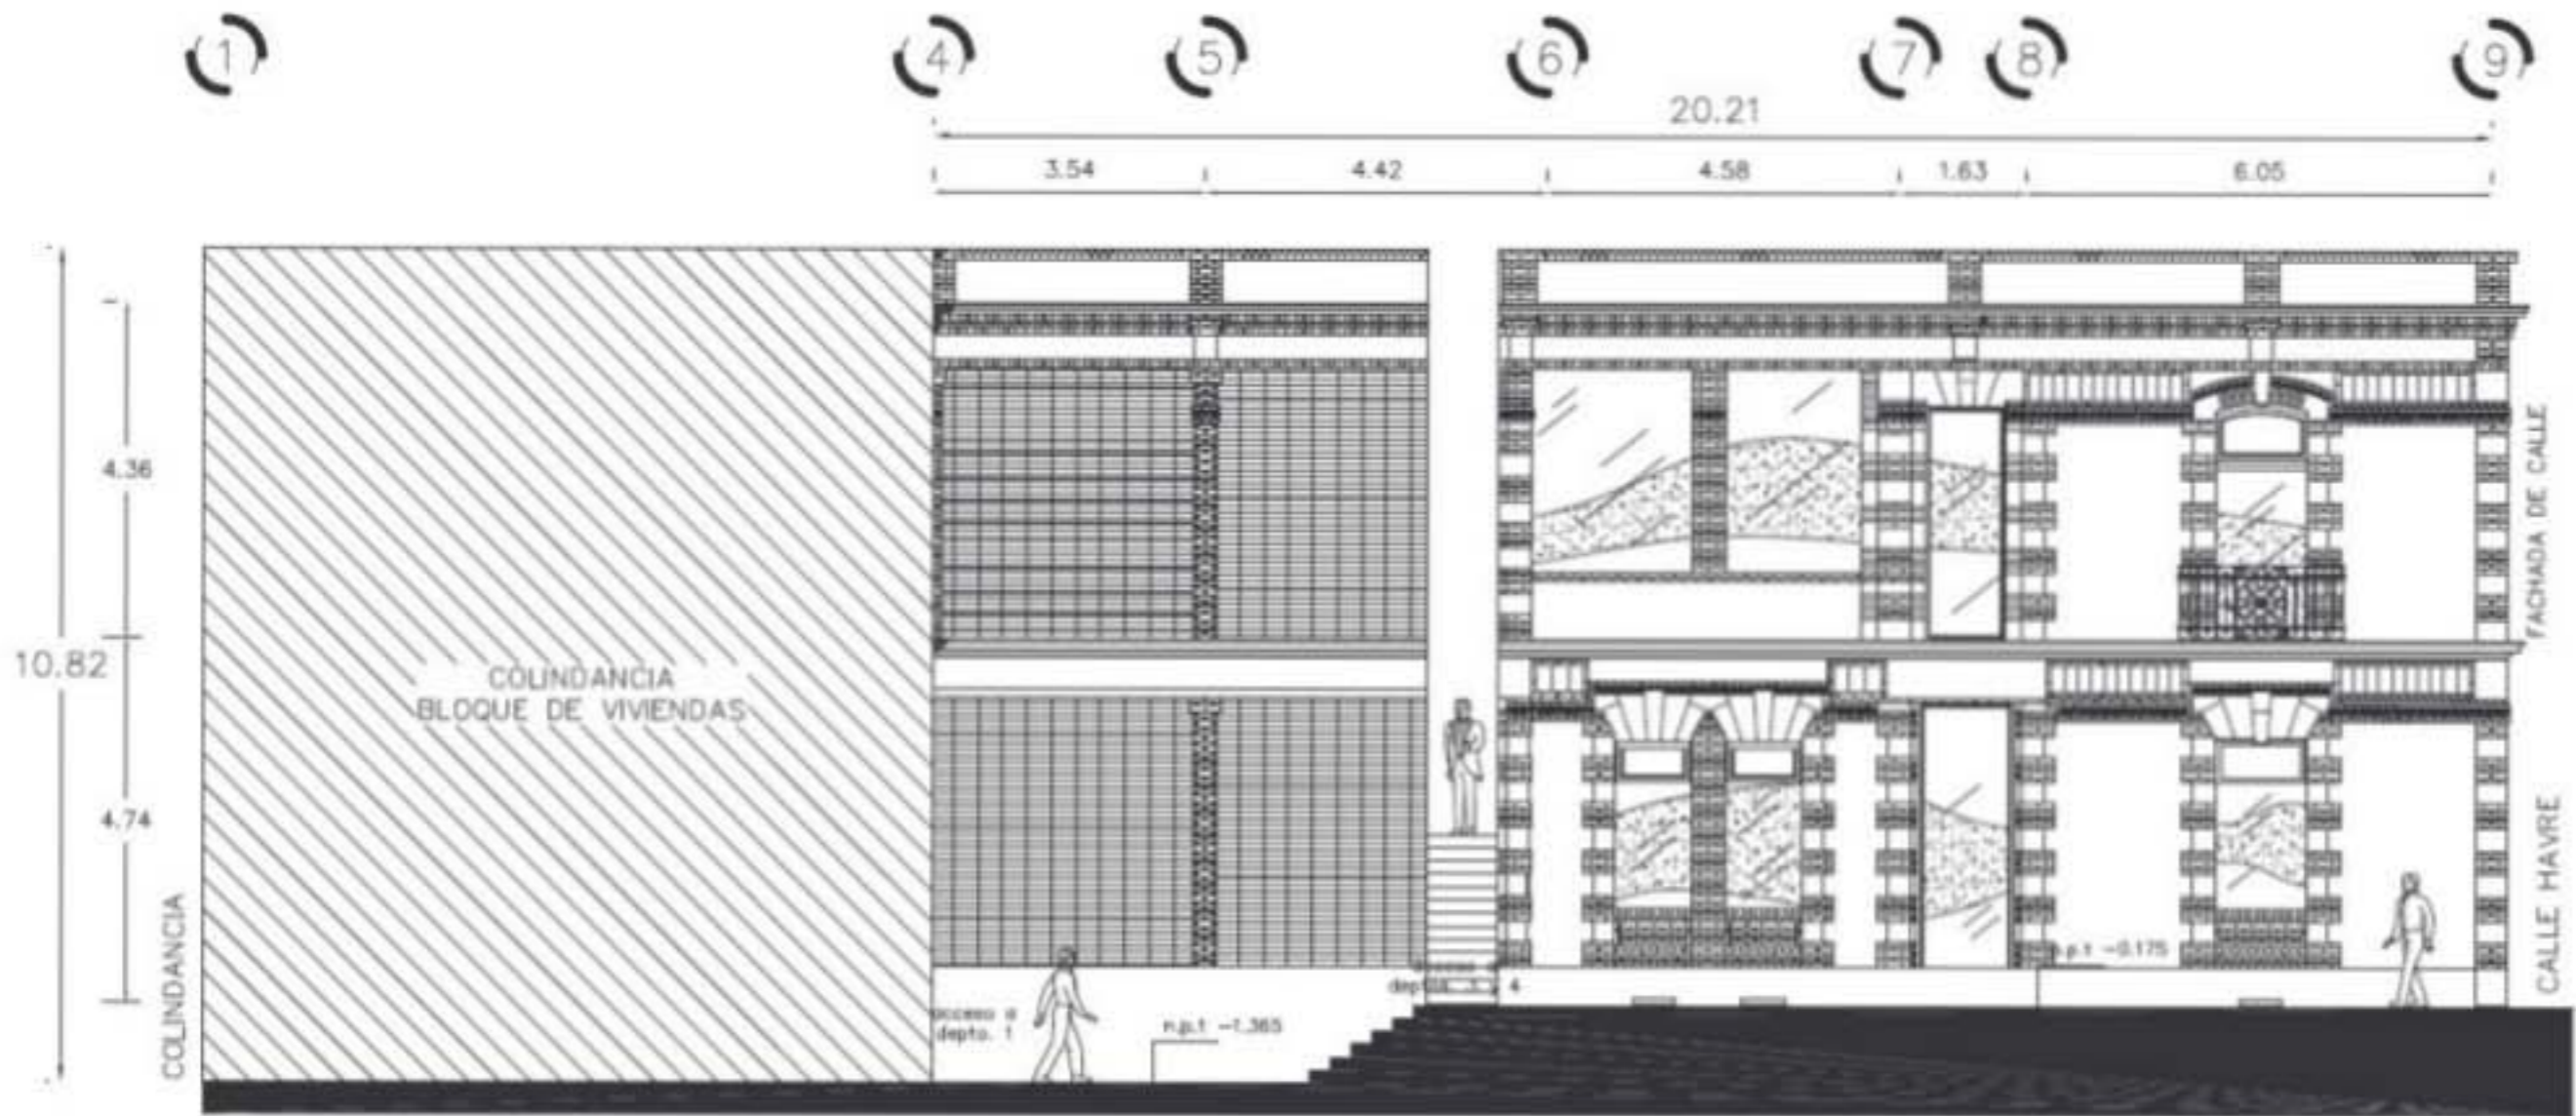 1 4 5 6 7 8 9
20.21
3.54 4.42 4.58 1.63 6.05
4.36
FACHADA DE CALLE
10.82
COLINDANCIA
BLOQUE DE VIVIENDAS
4.74
CALLE HAVRE
COLINDANCIA
n.p.t -0.175
4
acceso a
depto. 1
n.p.t -1.365